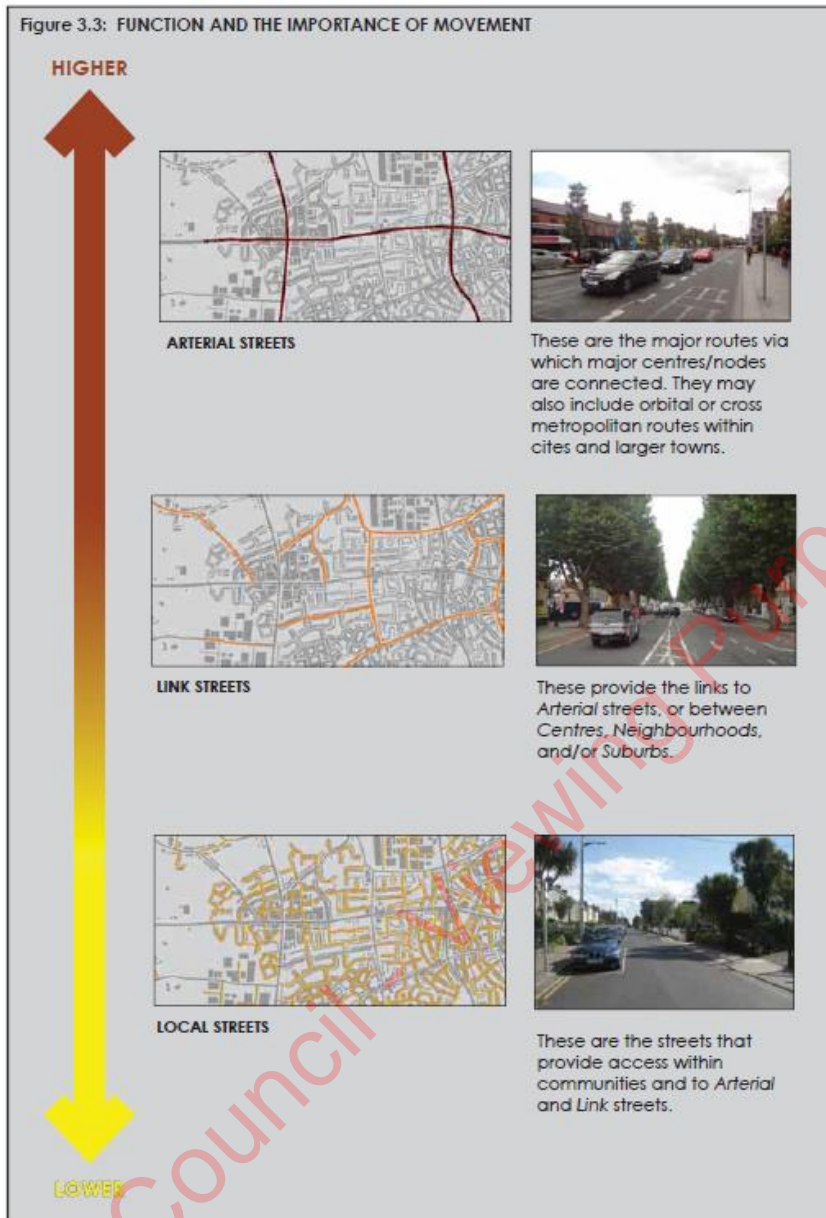 Figure 3.3: FUNCTION AND THE IMPORTANCE OF MOVEMENT
HIGHER
ARTERIAL STREETS
These are the major routes via
which major centres/nodes
are connected. They may
also include orbital or cross
metropolitan routes within
cites and larger towns.
LINK STREETS
These provide the links to
Arterial streets, or between
Centres, Neighbourhoods,
and/or Suburbs.
LOCAL STREETS
These are the streets that
provide access within
communities and to Arterial
and Link streets.
LOWER
Council - Viewing Purp